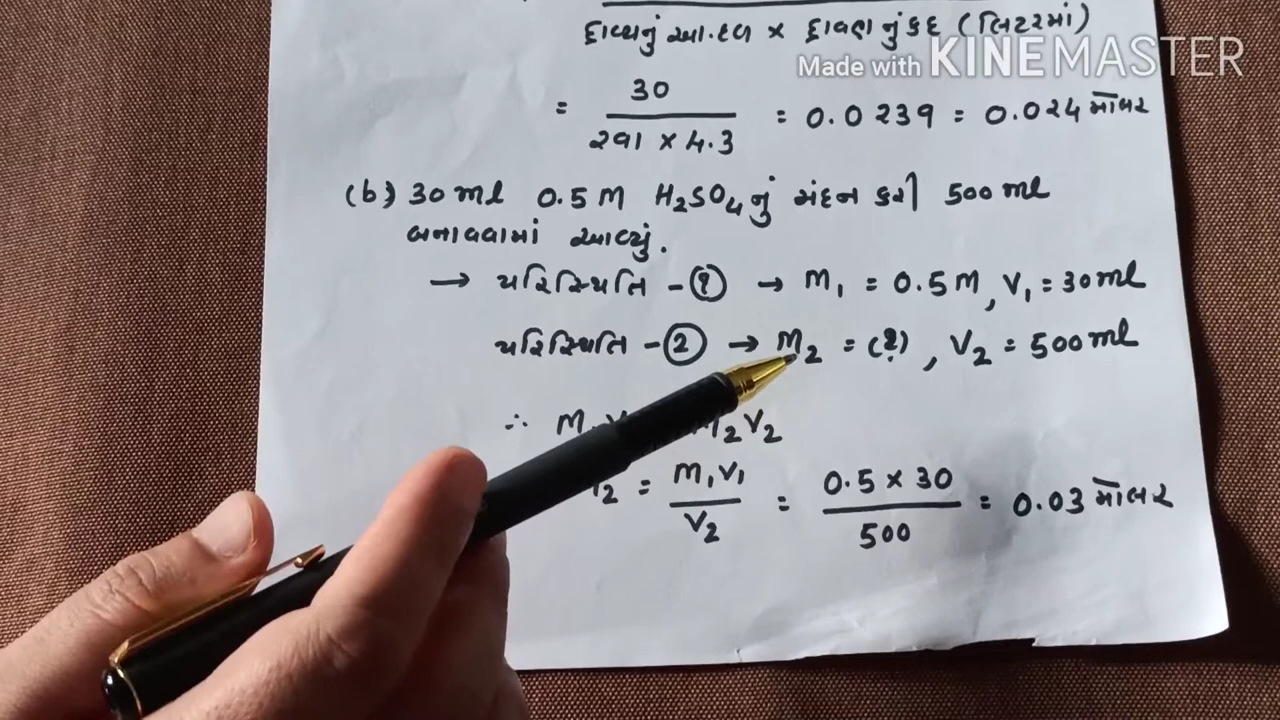 દ્રાવ્યનું આ.દળ × દ્રાવણનું કદ (લિટરમાં)
Made with KINEMASTER
= 30 / 291 × 4.3 = 0.0239 = 0.024 મોલર
(b) 30 ml 0.5 M H₂SO₄નું મંદન કરી 500 ml
બનાવવામાં આવ્યું.
→ પરિસ્થિતિ - ① → M₁ = 0.5 M, V₁ = 30 ml
પરિસ્થિતિ - ② → M₂ = (?), V₂ = 500 ml
∴ M₂V₂
= M₁V₁ / V₂ = 0.5 × 30 / 500 = 0.03 મોલર